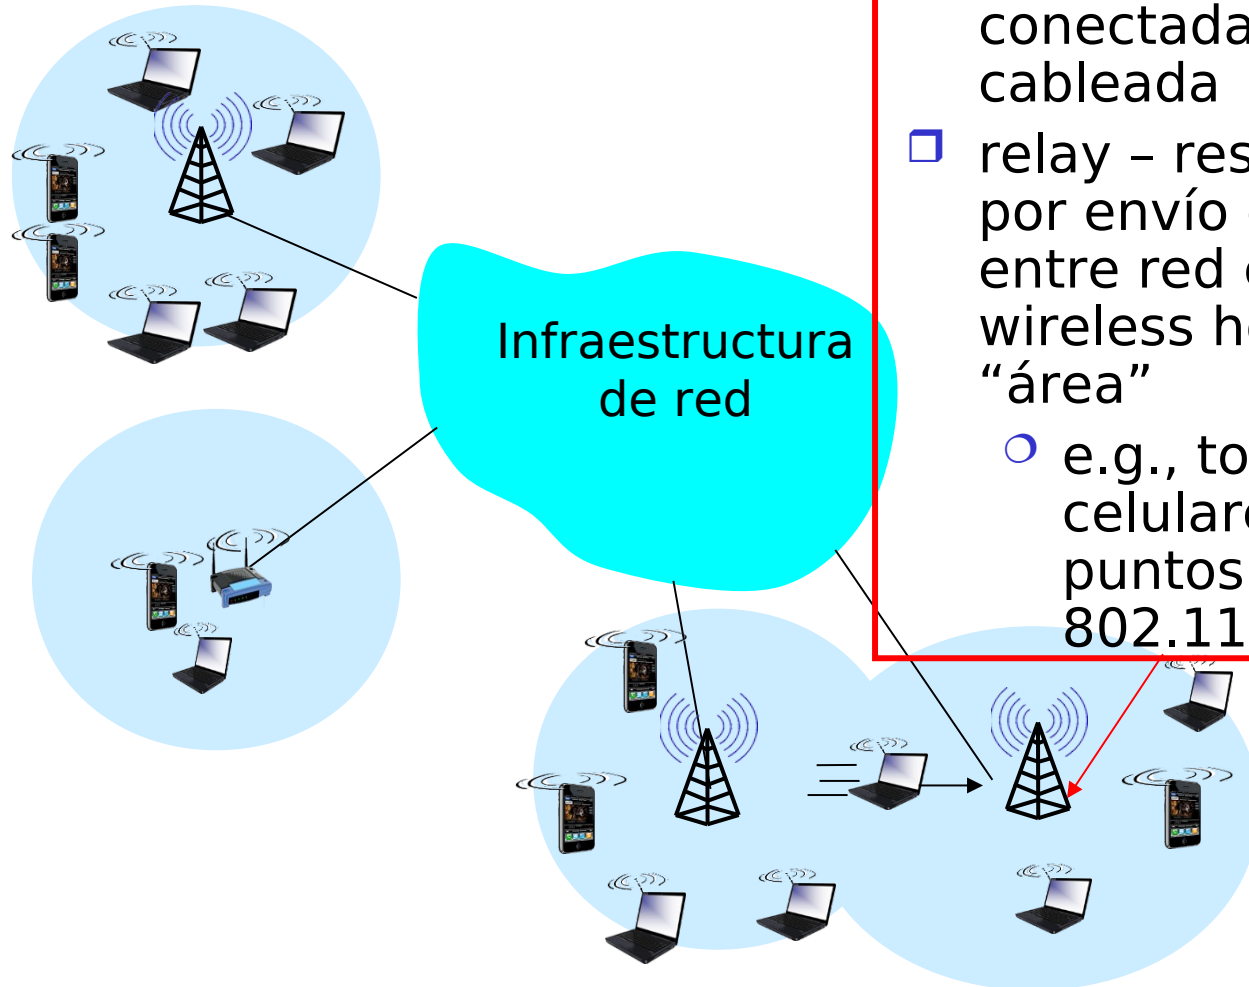 conectada
cableada
relay – res
por envío
entre red
wireless h
“área”
e.g., to
celular
puntos
802.11
Infraestructura
de red